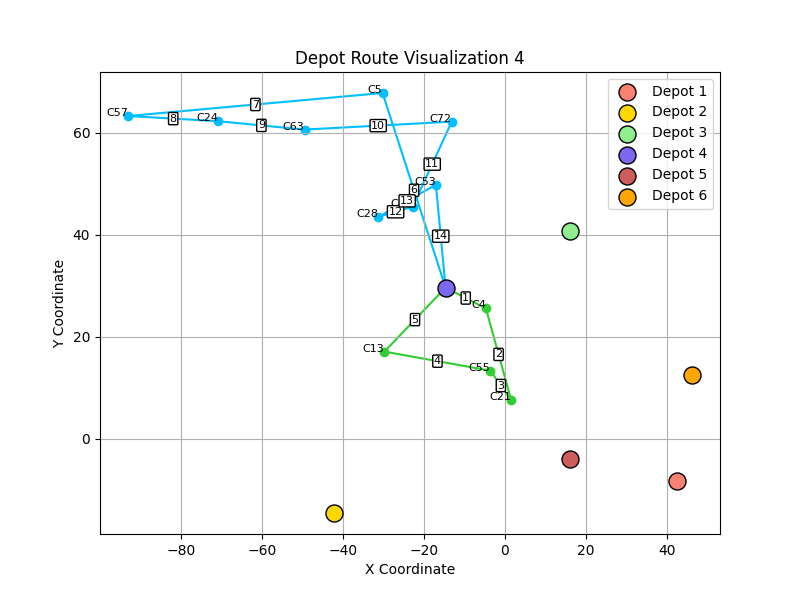 Depot Route Visualization 4
Depot 1
Depot 2
Depot 3
Depot 4
Depot 5
Depot 6
C5
7
C57
8
C24
9
C63
10
C72
11
C53
6
13
12
C28
14
1
C4
5
2
C13
4
C55
3
C21
60
40
20
0
Y Coordinate
−80
−60
−40
−20
0
20
40
X Coordinate